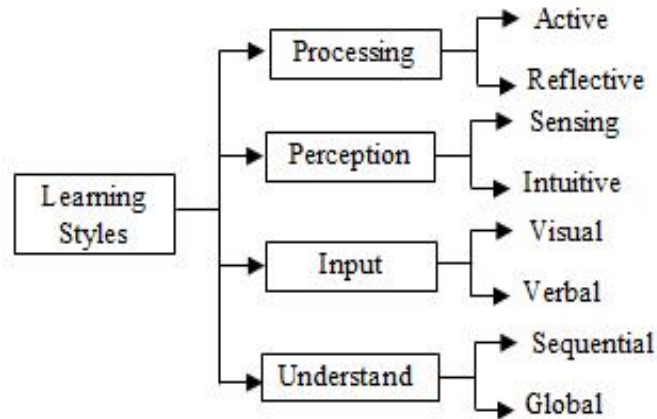 Learning
Styles
Processing
Active
Reflective
Perception
Sensing
Intuitive
Input
Visual
Verbal
Understand
Sequential
Global